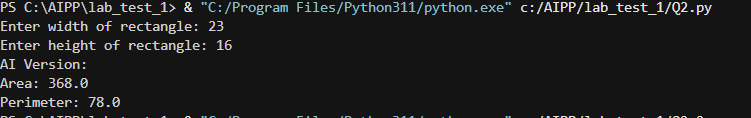 PS C:\AIPP\lab_test_1> & "C:/Program Files/Python311/python.exe" c:/AIPP/lab_test_1/Q2.py
Enter width of rectangle: 23
Enter height of rectangle: 16
AI Version:
Area: 368.0
Perimeter: 78.0